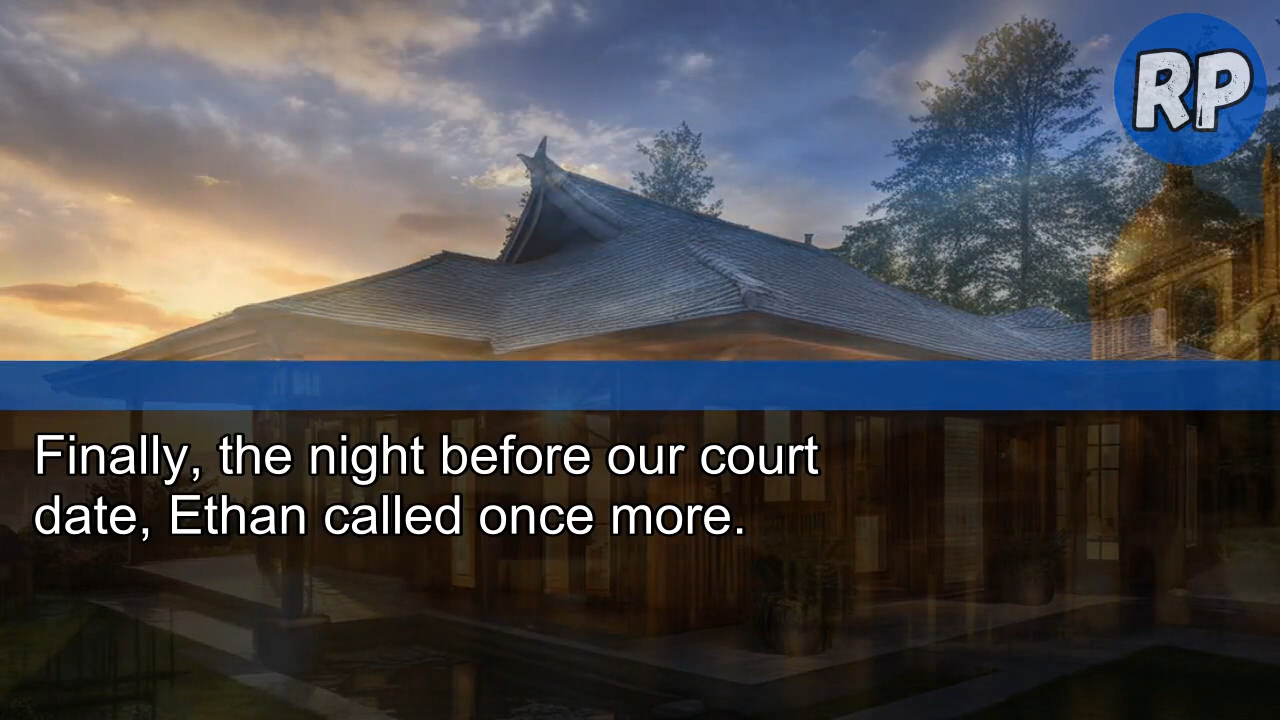 RP
Finally, the night before our court
date, Ethan called once more.